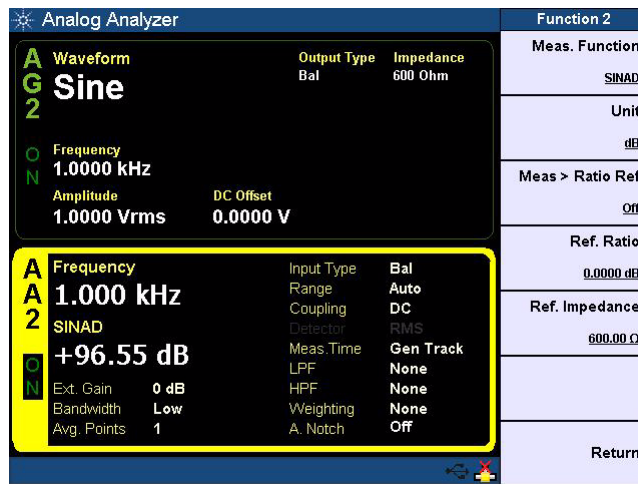 Analog Analyzer
Function 2
AG2
ON
Waveform
Sine
Output Type Impedance
Bal 600 Ohm
Frequency
1.0000 kHz
Amplitude DC Offset
1.0000 Vrms 0.0000 V
AA2
ON
Frequency
1.000 kHz
SINAD
+96.55 dB
Ext. Gain 0 dB
Bandwidth Low
Avg. Points 1
Input Type Bal
Range Auto
Coupling DC
Detector RMS
Meas.Time Gen Track
LPF None
HPF None
Weighting None
A. Notch Off
Meas. Function
SINAD
Unit
dB
Meas > Ratio Ref
Off
Ref. Ratio
0.0000 dB
Ref. Impedance
600.00 Ω
Return